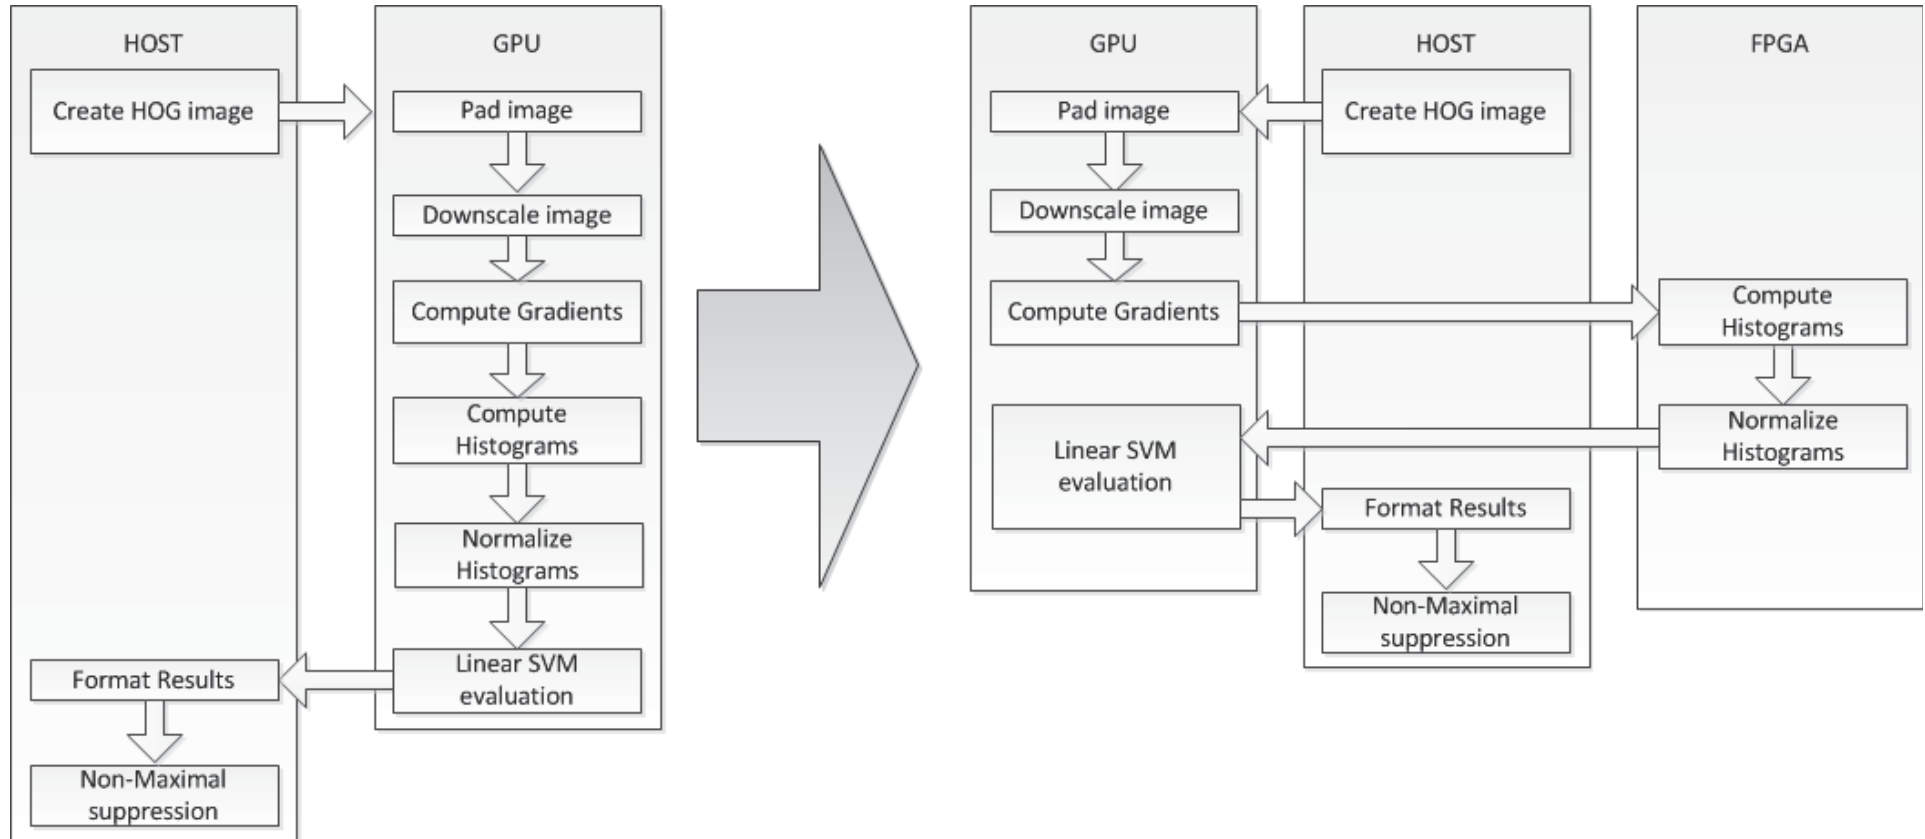 HOST
Create HOG image
Format Results
Non-Maximal
suppression
GPU
Pad image
Downscale image
Compute Gradients
Compute
Histograms
Normalize
Histograms
Linear SVM
evaluation
GPU
Pad image
Downscale image
Compute Gradients
Linear SVM
evaluation
HOST
Create HOG image
Format Results
Non-Maximal
suppression
FPGA
Compute
Histograms
Normalize
Histograms